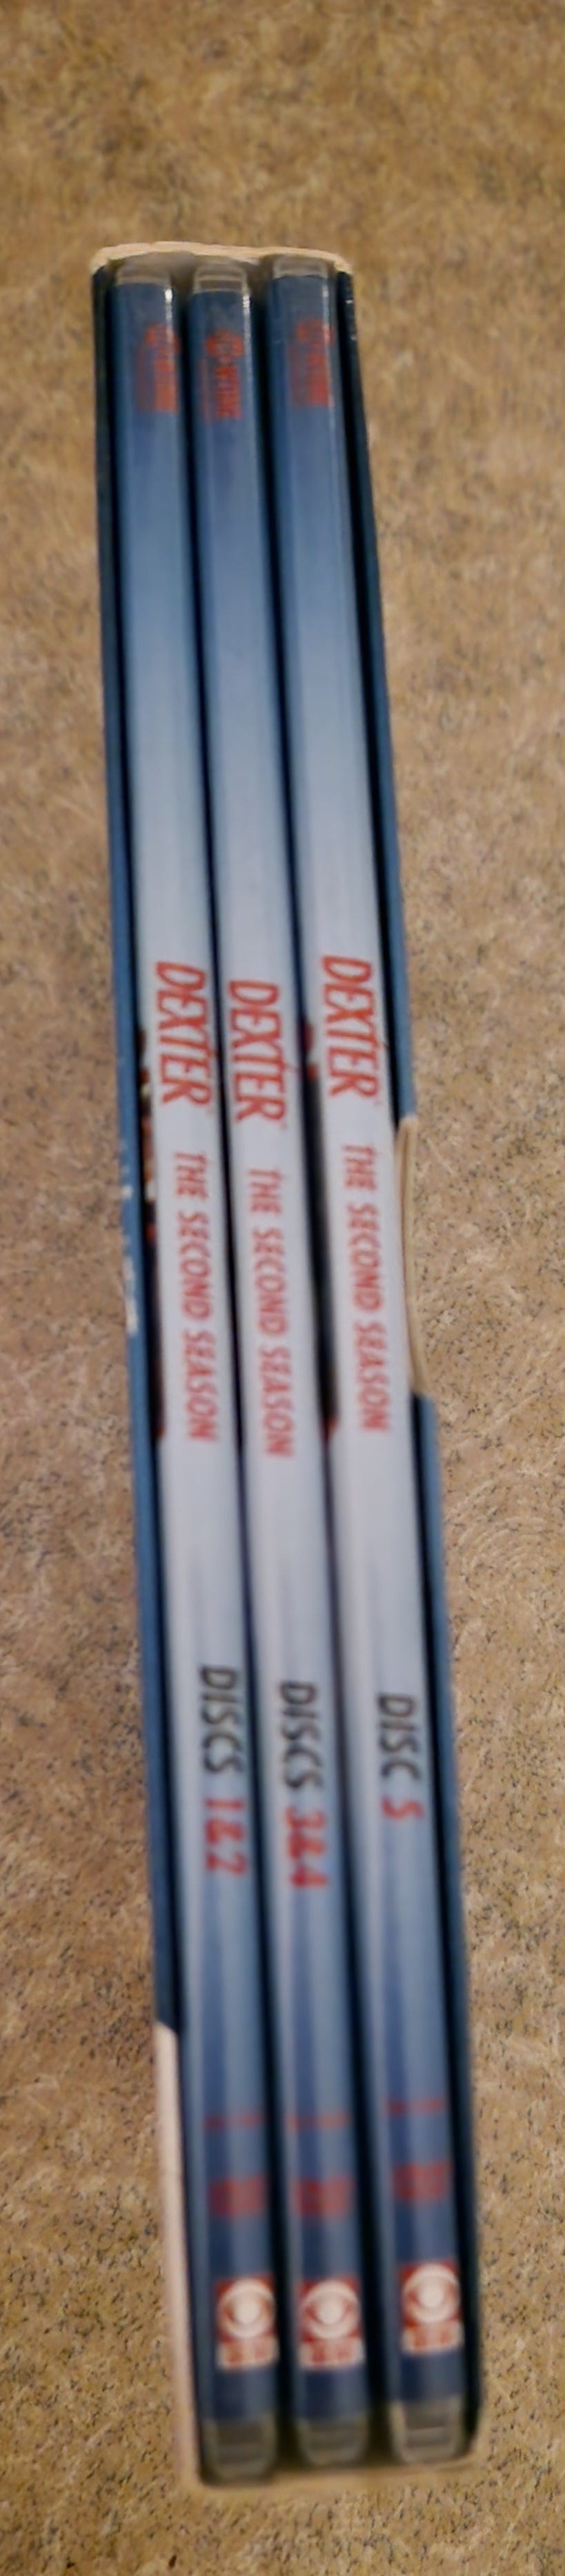 DEXTER THE SECOND SEASON DISCS 1&2
DEXTER THE SECOND SEASON DISCS 3&4
DEXTER THE SECOND SEASON DISC 5